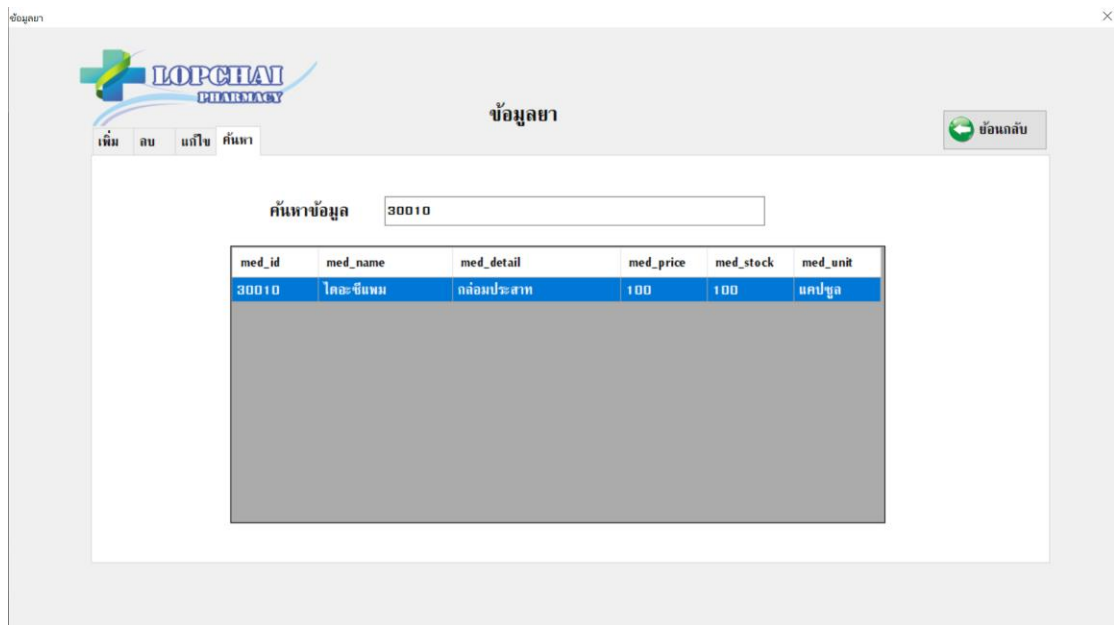 ข้อมูลยา
LOPCHAI
PHARMACY
ข้อมูลยา
ย้อนกลับ
เพิ่ม ลบ แก้ไข ค้นหา
ค้นหาข้อมูล 30010
med_id med_name med_detail med_price med_stock med_unit
30010 ไดอะซีแพม กล่อมประสาท 100 100 แคปซูล